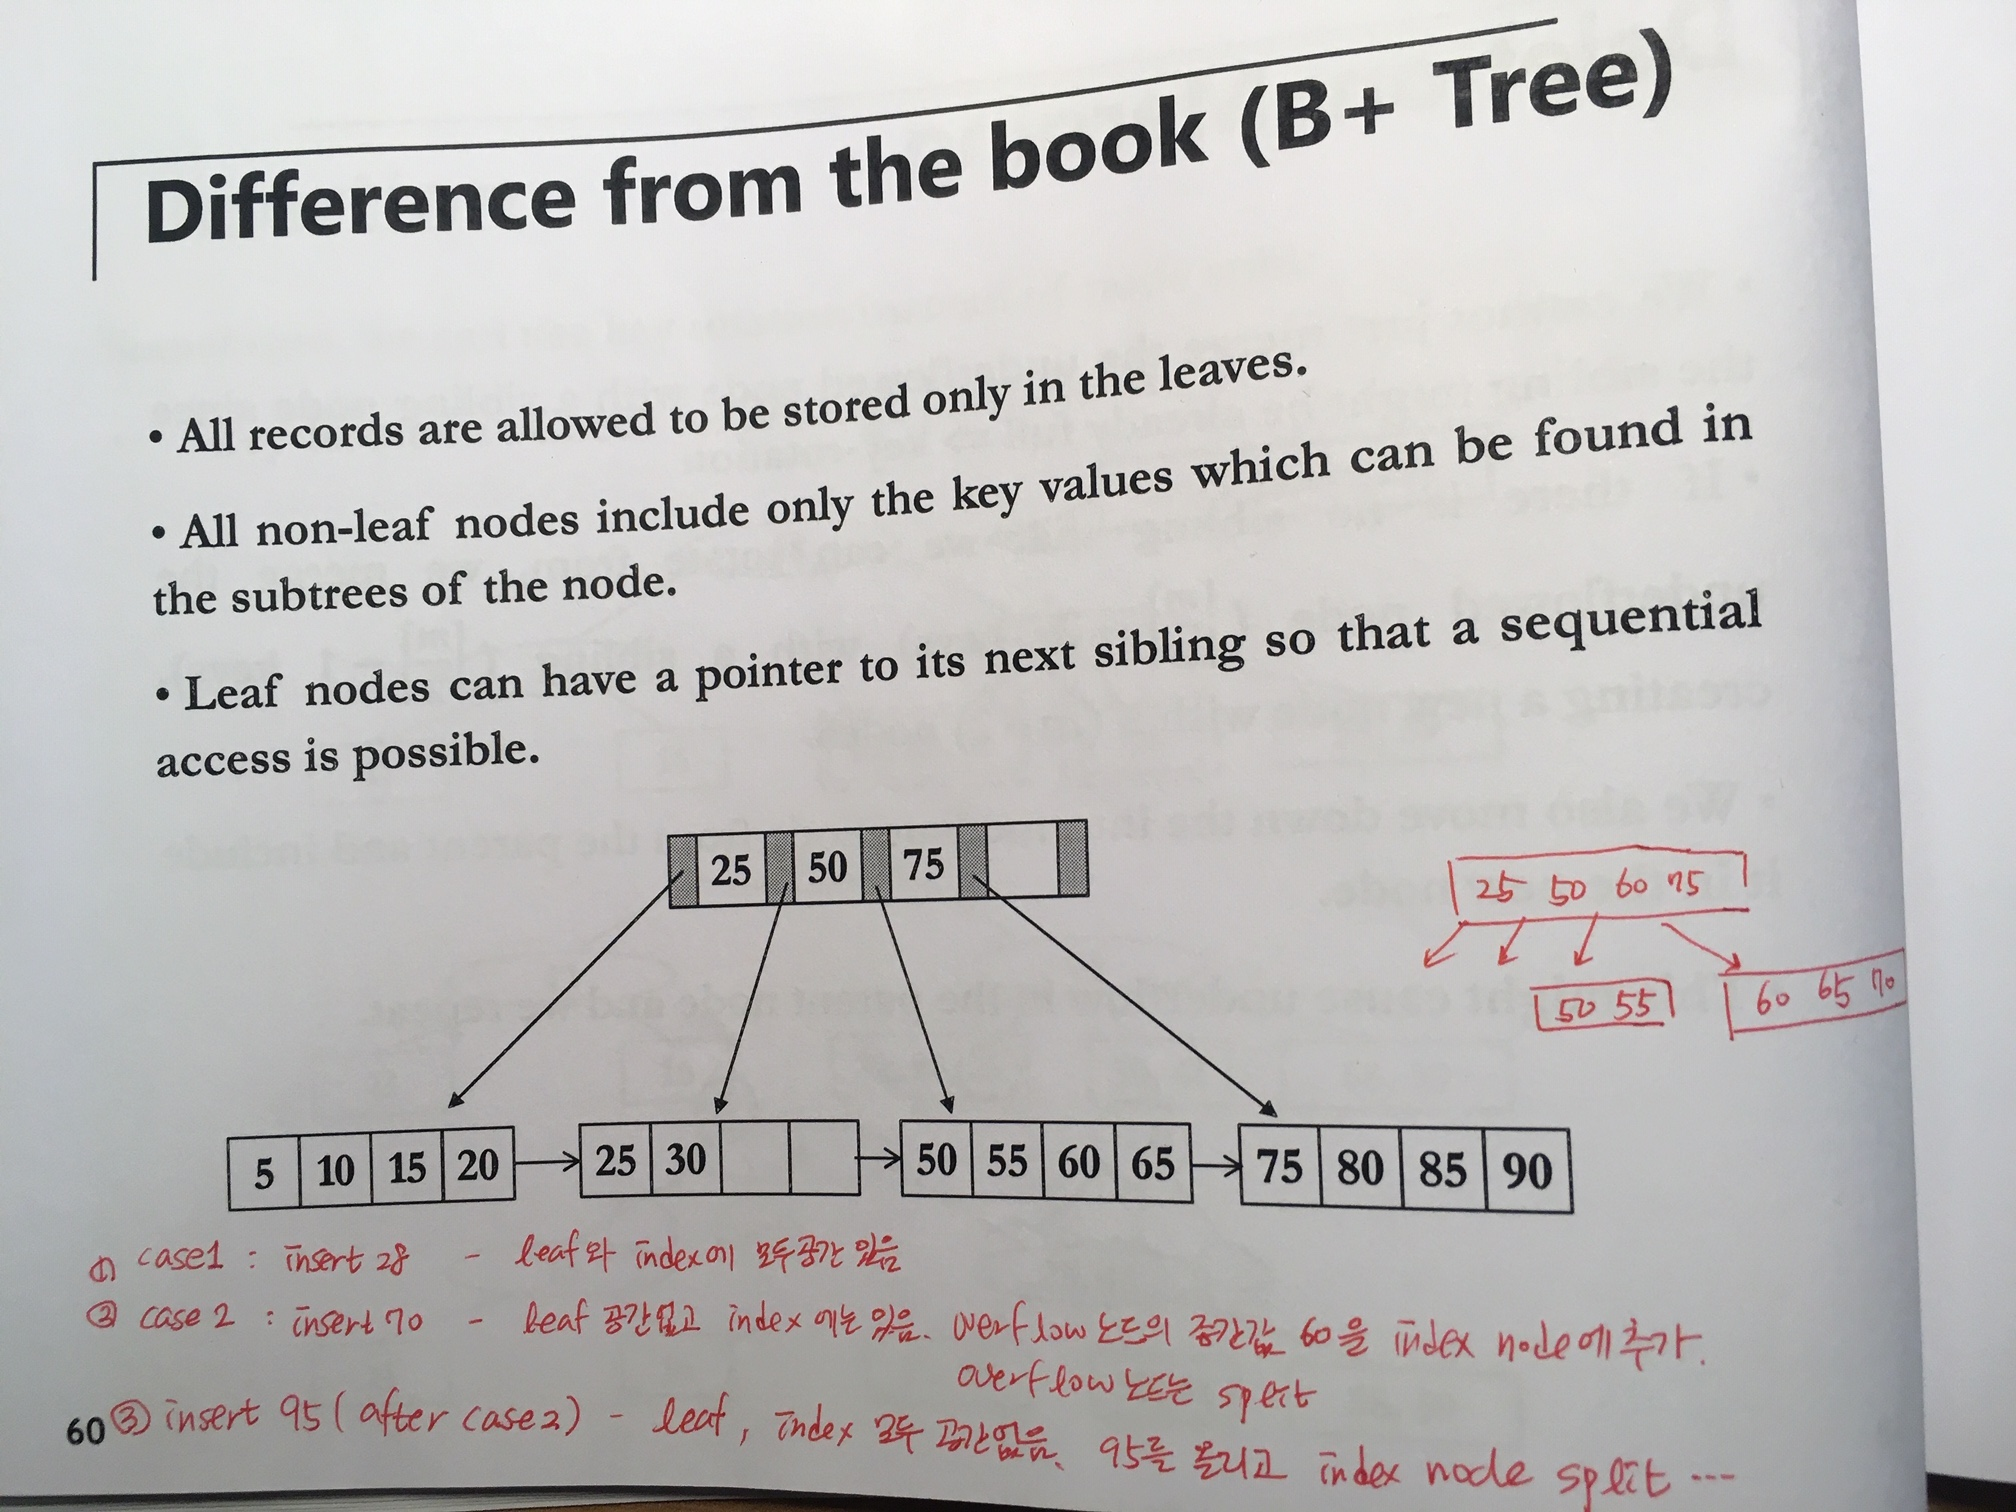 Difference from the book (B+ Tree)
• All records are allowed to be stored only in the leaves.
• All non-leaf nodes include only the key values which can be found in
the subtrees of the node.
• Leaf nodes can have a pointer to its next sibling so that a sequential
access is possible.
25 50 75
25 50 60 75
50 55
60 65 70
5 10 15 20
25 30
50 55 60 65
75 80 85 90
① case1 : insert 28 - leaf와 index에 모두 공간 있음
② case 2 : insert 70 - leaf 공간없고 index 에는 있음. overflow 노드의 중간값 60을 index node에 추가.
overflow 노드는 split
③ insert 95 (after case2) - leaf, index 모두 공간없음. 95를 올리고 index node split ---
60